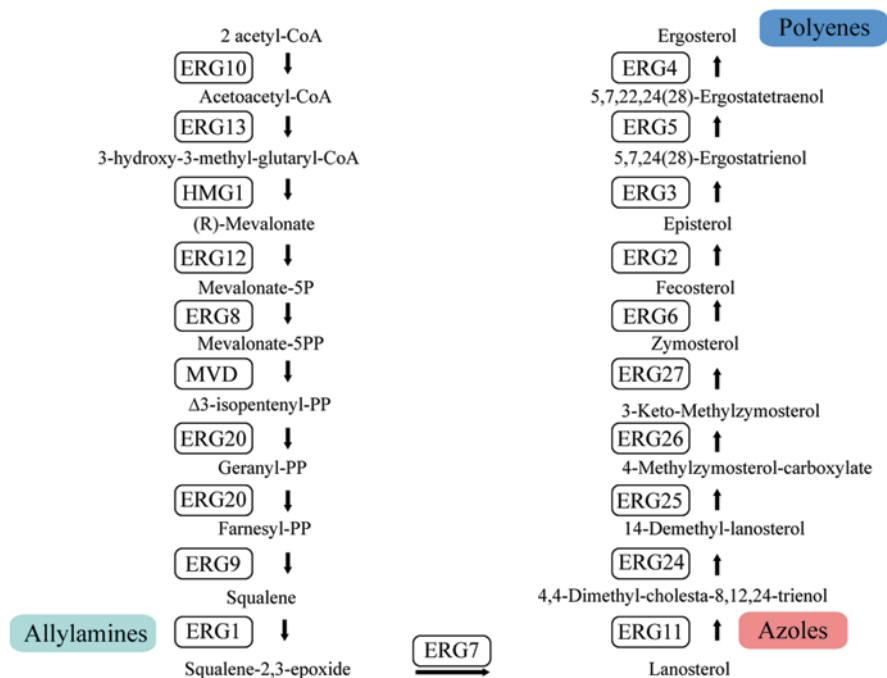 2 acetyl-CoA
ERG10
Acetoacetyl-CoA
ERG13
3-hydroxy-3-methyl-glutaryl-CoA
HMG1
(R)-Mevalonate
ERG12
Mevalonate-5P
ERG8
Mevalonate-5PP
MVD
Δ3-isopentenyl-PP
ERG20
Geranyl-PP
ERG20
Farnesyl-PP
ERG9
Squalene
Allylamines
ERG1
Squalene-2,3-epoxide
ERG7
Polyenes
Ergosterol
ERG4
5,7,22,24(28)-Ergostatetraenol
ERG5
5,7,24(28)-Ergostatrienol
ERG3
Episterol
ERG2
Fecosterol
ERG6
Zymosterol
ERG27
3-Keto-Methylzymosterol
ERG26
4-Methylzymosterol-carboxylate
ERG25
14-Demethyl-lanosterol
ERG24
4,4-Dimethyl-cholesta-8,12,24-trienol
ERG11
Azoles
Lanosterol